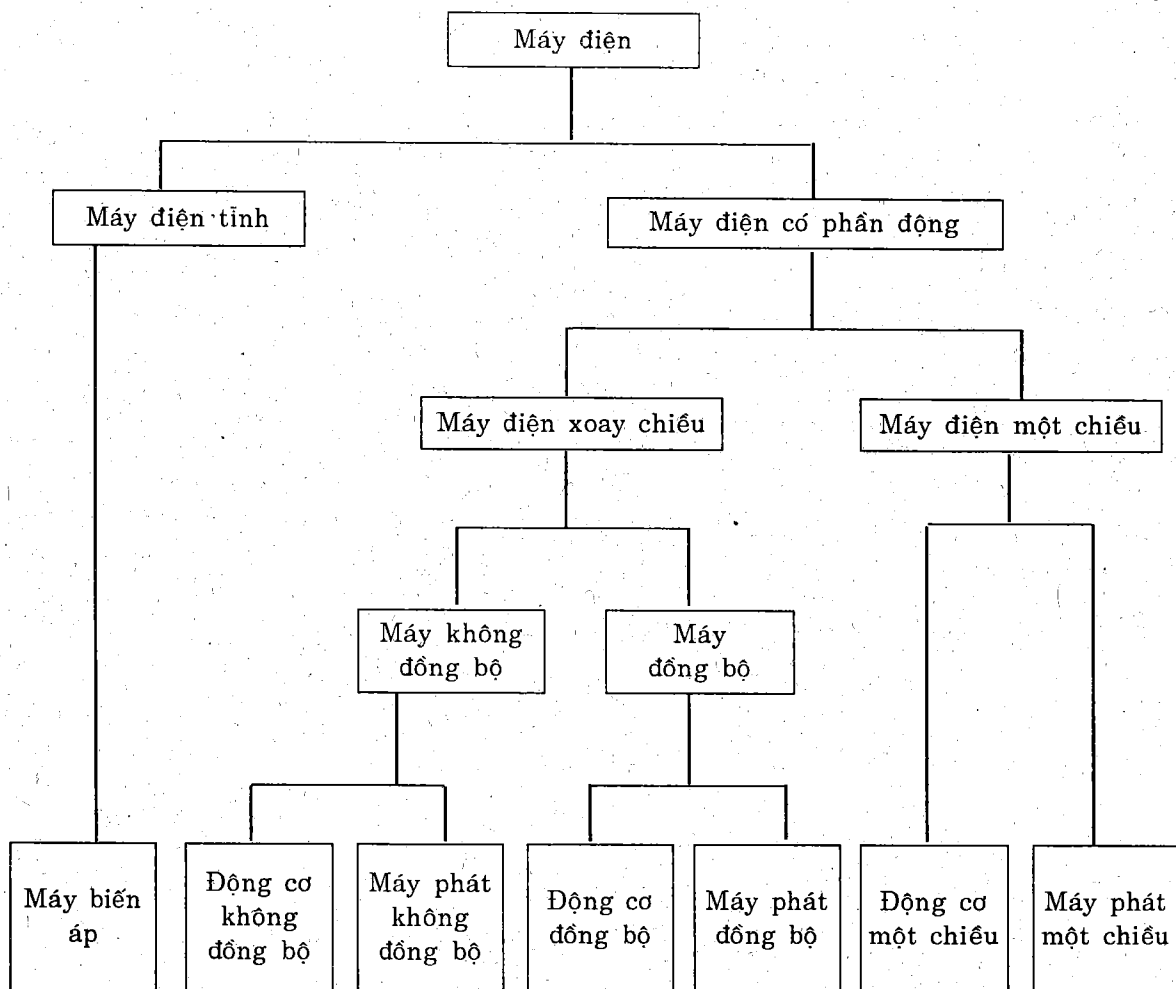 Máy điện
Máy điện tĩnh
Máy điện có phần động
Máy điện xoay chiều
Máy điện một chiều
Máy không
đồng bộ
Máy
đồng bộ
Máy biến
áp
Động cơ
không
đồng bộ
Máy phát
không
đồng bộ
Động cơ
đồng bộ
Máy phát
đồng bộ
Động cơ
một chiều
Máy phát
một chiều